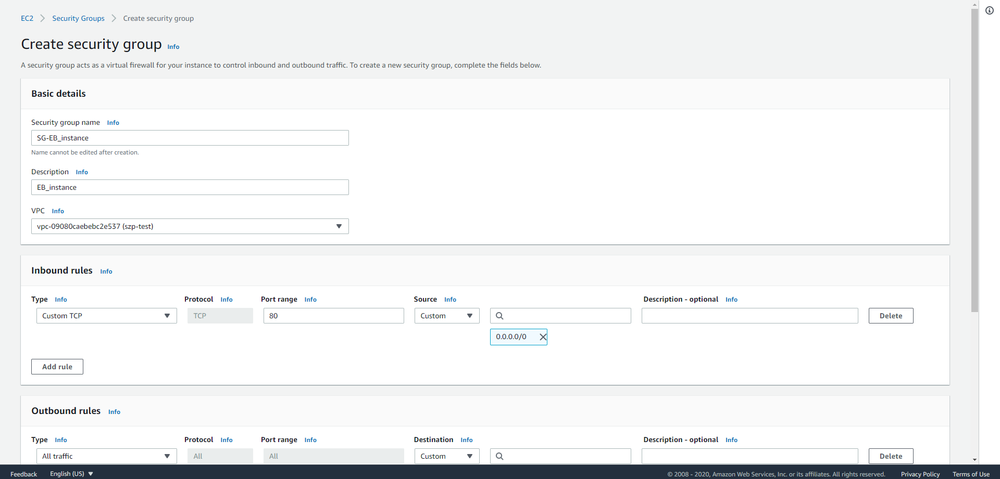 EC2 Security Groups Create security group
Create security group Info
A security group acts as a virtual firewall for your instance to control inbound and outbound traffic. To create a new security group, complete the fields below.
Basic details
Security group name Info
SG-EB_instance
Name cannot be edited after creation.
Description Info
EB_instance
VPC Info
vpc-09080caebebc2e537 (szp-test)
Inbound rules Info
Type Info Protocol Info Port range Info Source Info Description - optional Info
Custom TCP TCP 80 Custom Delete
0.0.0.0/0
Add rule
Outbound rules Info
Type Info Protocol Info Port range Info Destination Info Description - optional Info
All traffic All All Custom Delete
Feedback English (US) © 2008 - 2020, Amazon Web Services, Inc. or its affiliates. All rights reserved. Privacy Policy Terms of Use